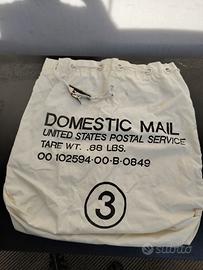 DOMESTIC MAIL
UNITED STATES POSTAL SERVICE
TARE WT. .88 LBS.
00 102594·00·B·0849
3
subito